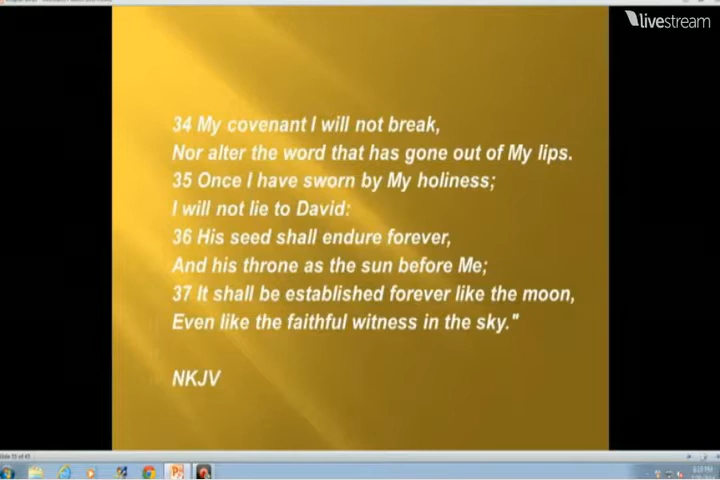 livestream
34 My covenant I will not break,
Nor alter the word that has gone out of My lips.
35 Once I have sworn by My holiness;
I will not lie to David:
36 His seed shall endure forever,
And his throne as the sun before Me;
37 It shall be established forever like the moon,
Even like the faithful witness in the sky."
NKJV